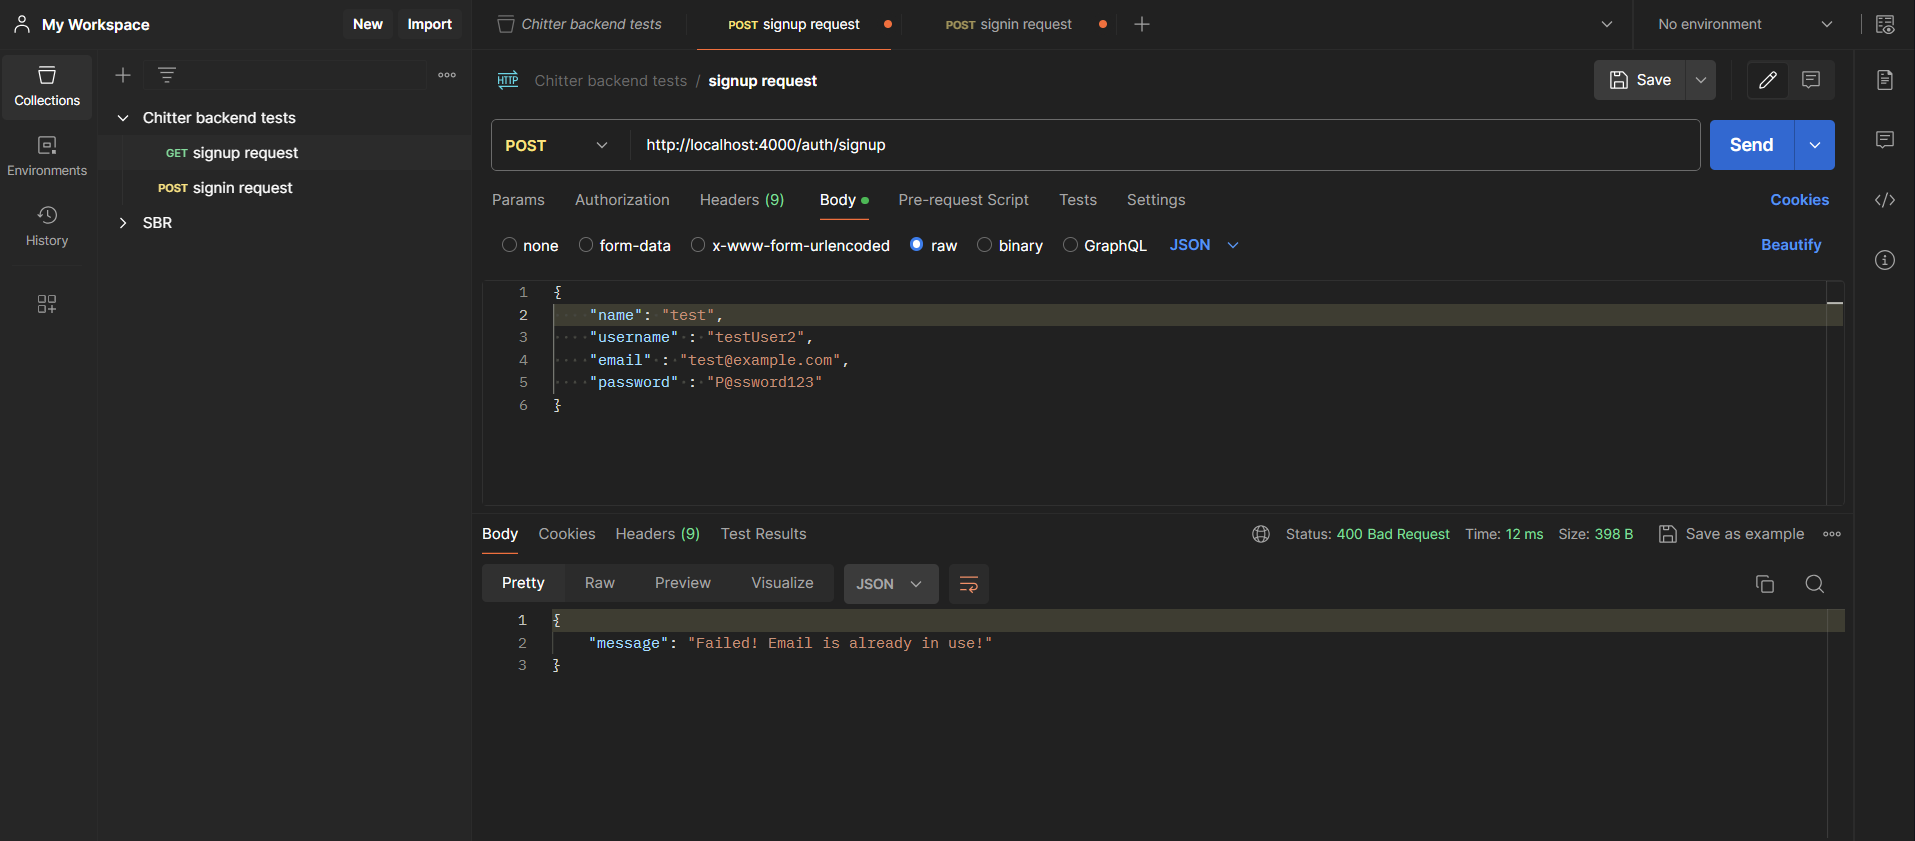 My Workspace
New
Import
Chitter backend tests
POST signup request
POST signin request
No environment
Collections
Environments
History
Chitter backend tests
GET signup request
POST signin request
SBR
HTTP
Chitter backend tests / signup request
Save
POST
http://localhost:4000/auth/signup
Send
Params
Authorization
Headers (9)
Body
Pre-request Script
Tests
Settings
Cookies
none
form-data
x-www-form-urlencoded
raw
binary
GraphQL
JSON
Beautify
1 {
2 "name": "test",
3 "username" : "testUser2",
4 "email" : "test@example.com",
5 "password" : "P@ssword123"
6 }
Body
Cookies
Headers (9)
Test Results
Status: 400 Bad Request
Time: 12 ms
Size: 398 B
Save as example
Pretty
Raw
Preview
Visualize
JSON
1 {
2 "message": "Failed! Email is already in use!"
3 }